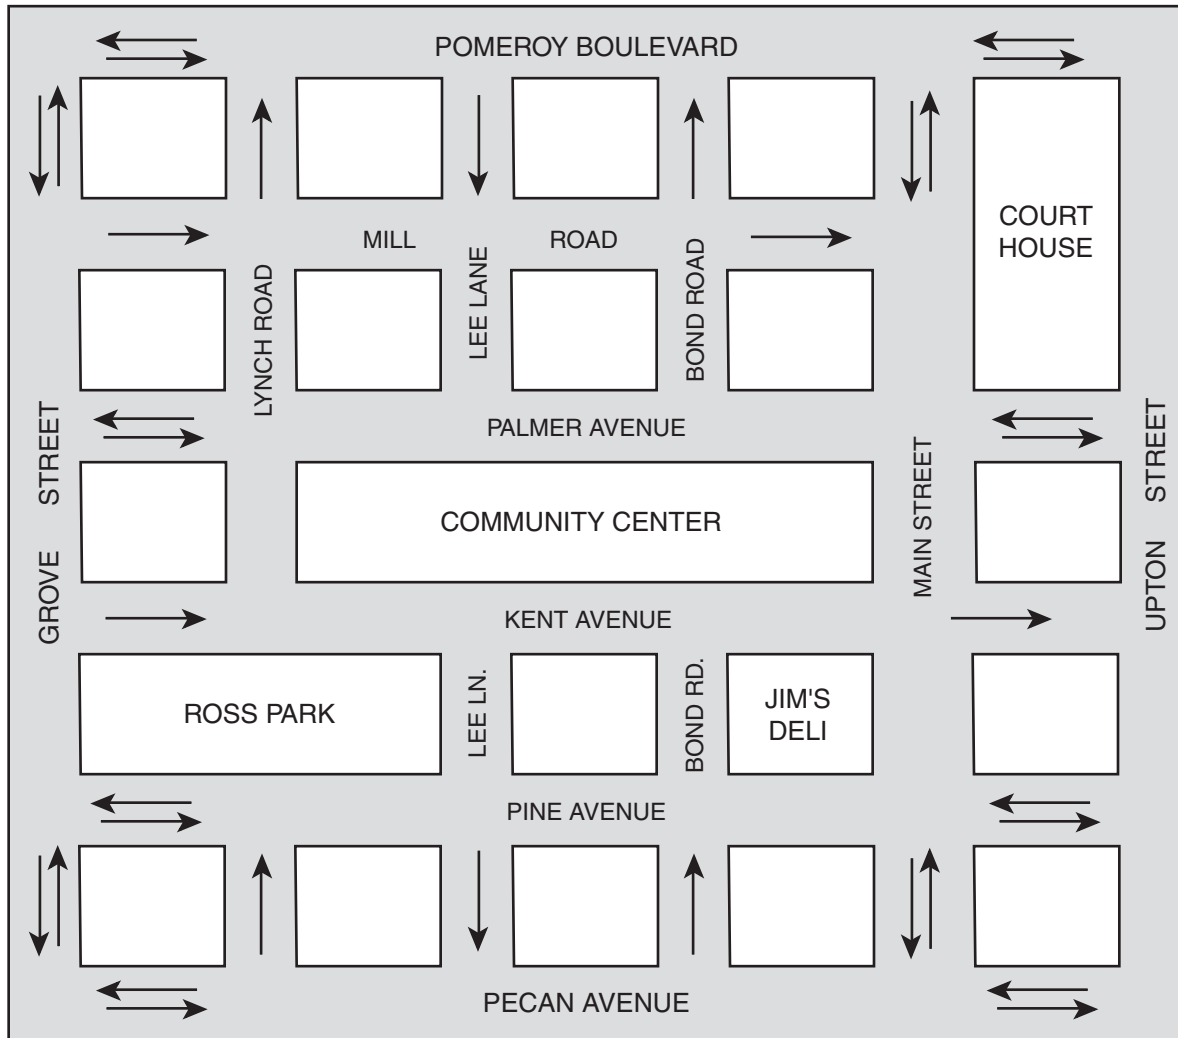 POMEROY BOULEVARD
COURT
HOUSE
MILL ROAD
LYNCH ROAD
LEE LANE
BOND ROAD
PALMER AVENUE
GROVE STREET
COMMUNITY CENTER
MAIN STREET
UPTON STREET
KENT AVENUE
ROSS PARK
LEE LN.
BOND RD.
JIM'S
DELI
PINE AVENUE
PECAN AVENUE